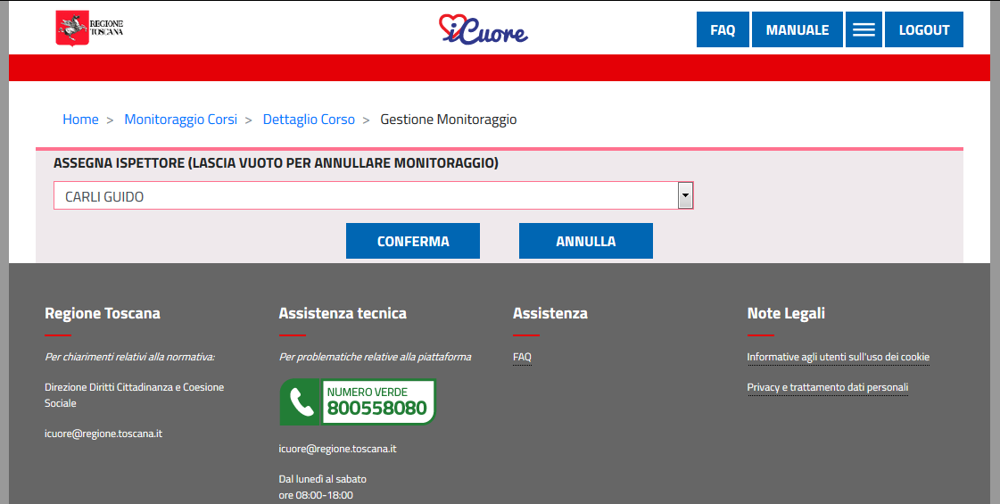 REGIONE
TOSCANA
iCuore
FAQ
MANUALE
LOGOUT
Home > Monitoraggio Corsi > Dettaglio Corso > Gestione Monitoraggio
ASSEGNA ISPETTORE (LASCIA VUOTO PER ANNULLARE MONITORAGGIO)
CARLI GUIDO
CONFERMA
ANNULLA
Regione Toscana
Per chiarimenti relativi alla normativa:
Direzione Diritti Cittadinanza e Coesione
Sociale
icuore@regione.toscana.it
Assistenza tecnica
Per problematiche relative alla piattaforma
NUMERO VERDE
800558080
icuore@regione.toscana.it
Dal lunedì al sabato
ore 08:00-18:00
Assistenza
FAQ
Note Legali
Informative agli utenti sull'uso dei cookie
Privacy e trattamento dati personali